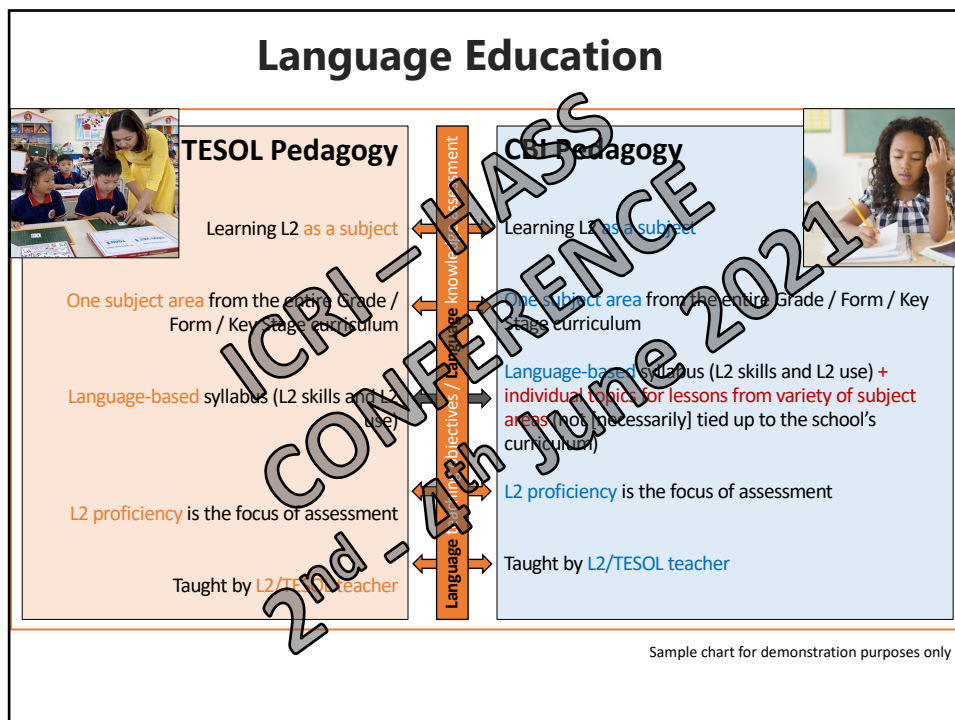 Language Education
TESOL Pedagogy
Learning L2 as a subject
One subject area from the entire Grade /
Form / Key Stage curriculum
Language-based syllabus (L2 skills and L2
use)
L2 proficiency is the focus of assessment
Taught by L2/TESOL teacher
Language teaching objectives / Language knowledge assessment
CBI Pedagogy
Learning L2 as a subject
One subject area from the entire Grade / Form / Key
Stage curriculum
Language-based syllabus (L2 skills and L2 use) +
individual topics for lessons from variety of subject
areas (not [necessarily] tied up to the school's
curriculum)
L2 proficiency is the focus of assessment
Taught by L2/TESOL teacher
ICRI – HASS
CONFERENCE
2nd - 4th June 2021
Sample chart for demonstration purposes only